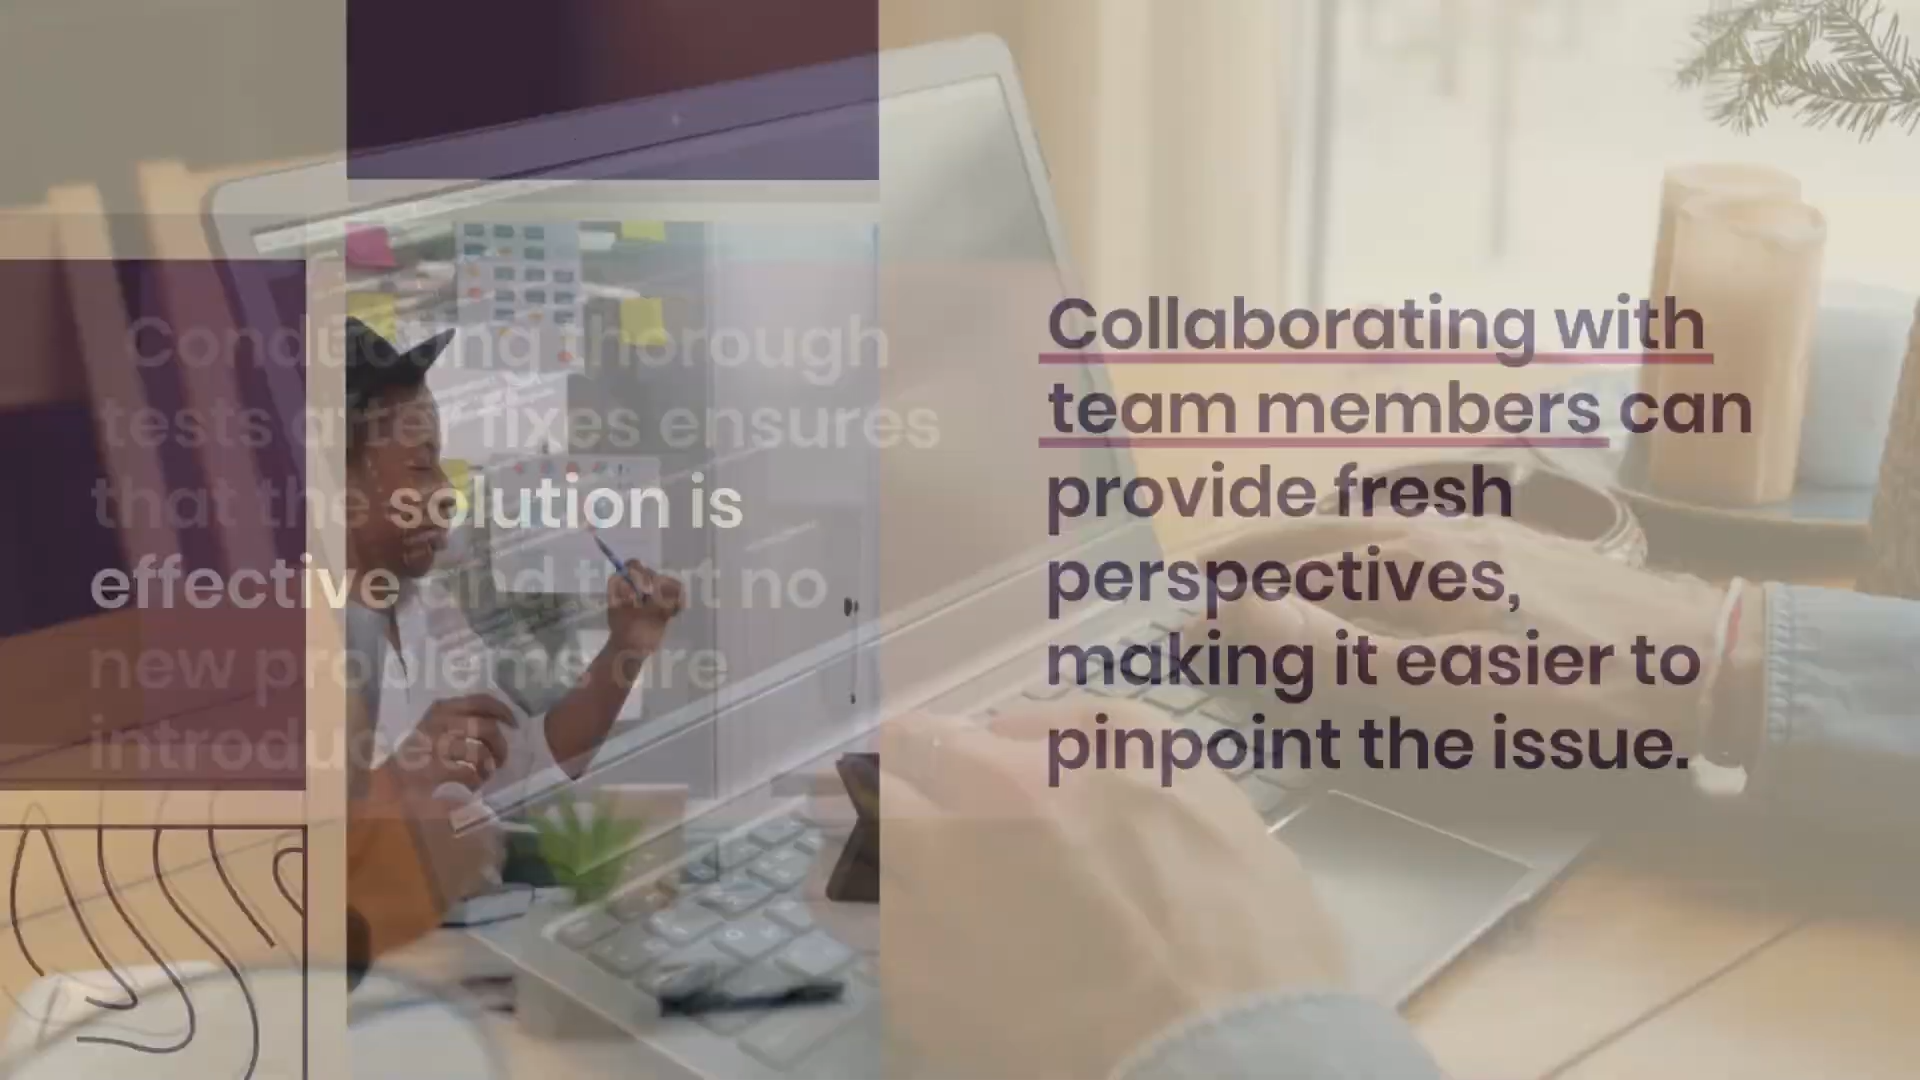 Conducting thorough
tests after fixes ensures
that the solution is
effective and that no
new problems are
introduced
Collaborating with
team members can
provide fresh
perspectives,
making it easier to
pinpoint the issue.